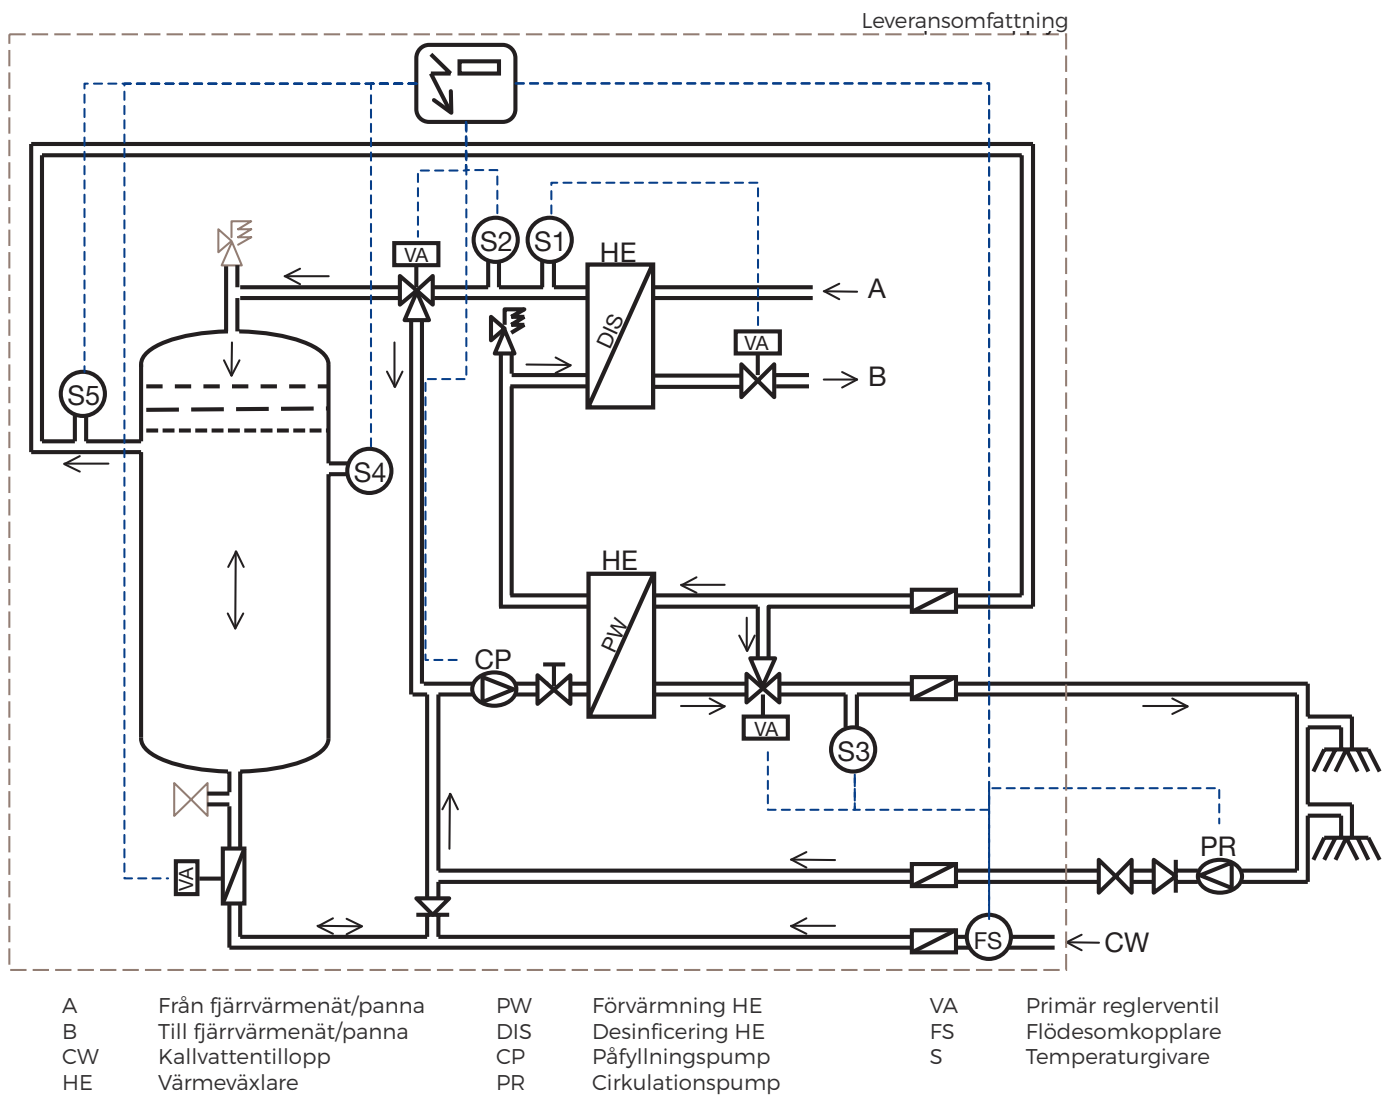 Leveransomfattning
VA
S2
S1
HE
DIS
A
VA
B
S5
S4
HE
PW
CP
VA
S3
VA
PR
FS
CW
A Från fjärrvärmenät/panna PW Förvärmning HE VA Primär reglerventil
B Till fjärrvärmenät/panna DIS Desinficering HE FS Flödesomkopplare
CW Kallvattentillopp CP Påfyllningspump S Temperaturgivare
HE Värmeväxlare PR Cirkulationspump